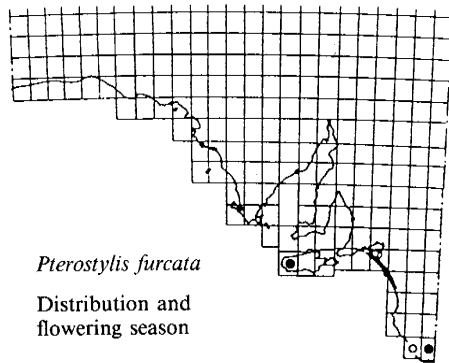 Pterostylis furcata
Distribution and
flowering season